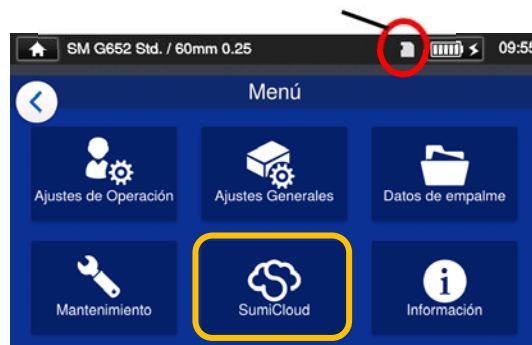 SM G652 Std. / 60mm 0.25
09:55
Menú
Ajustes de Operación
Ajustes Generales
Datos de empalme
Mantenimiento
SumiCloud
Información